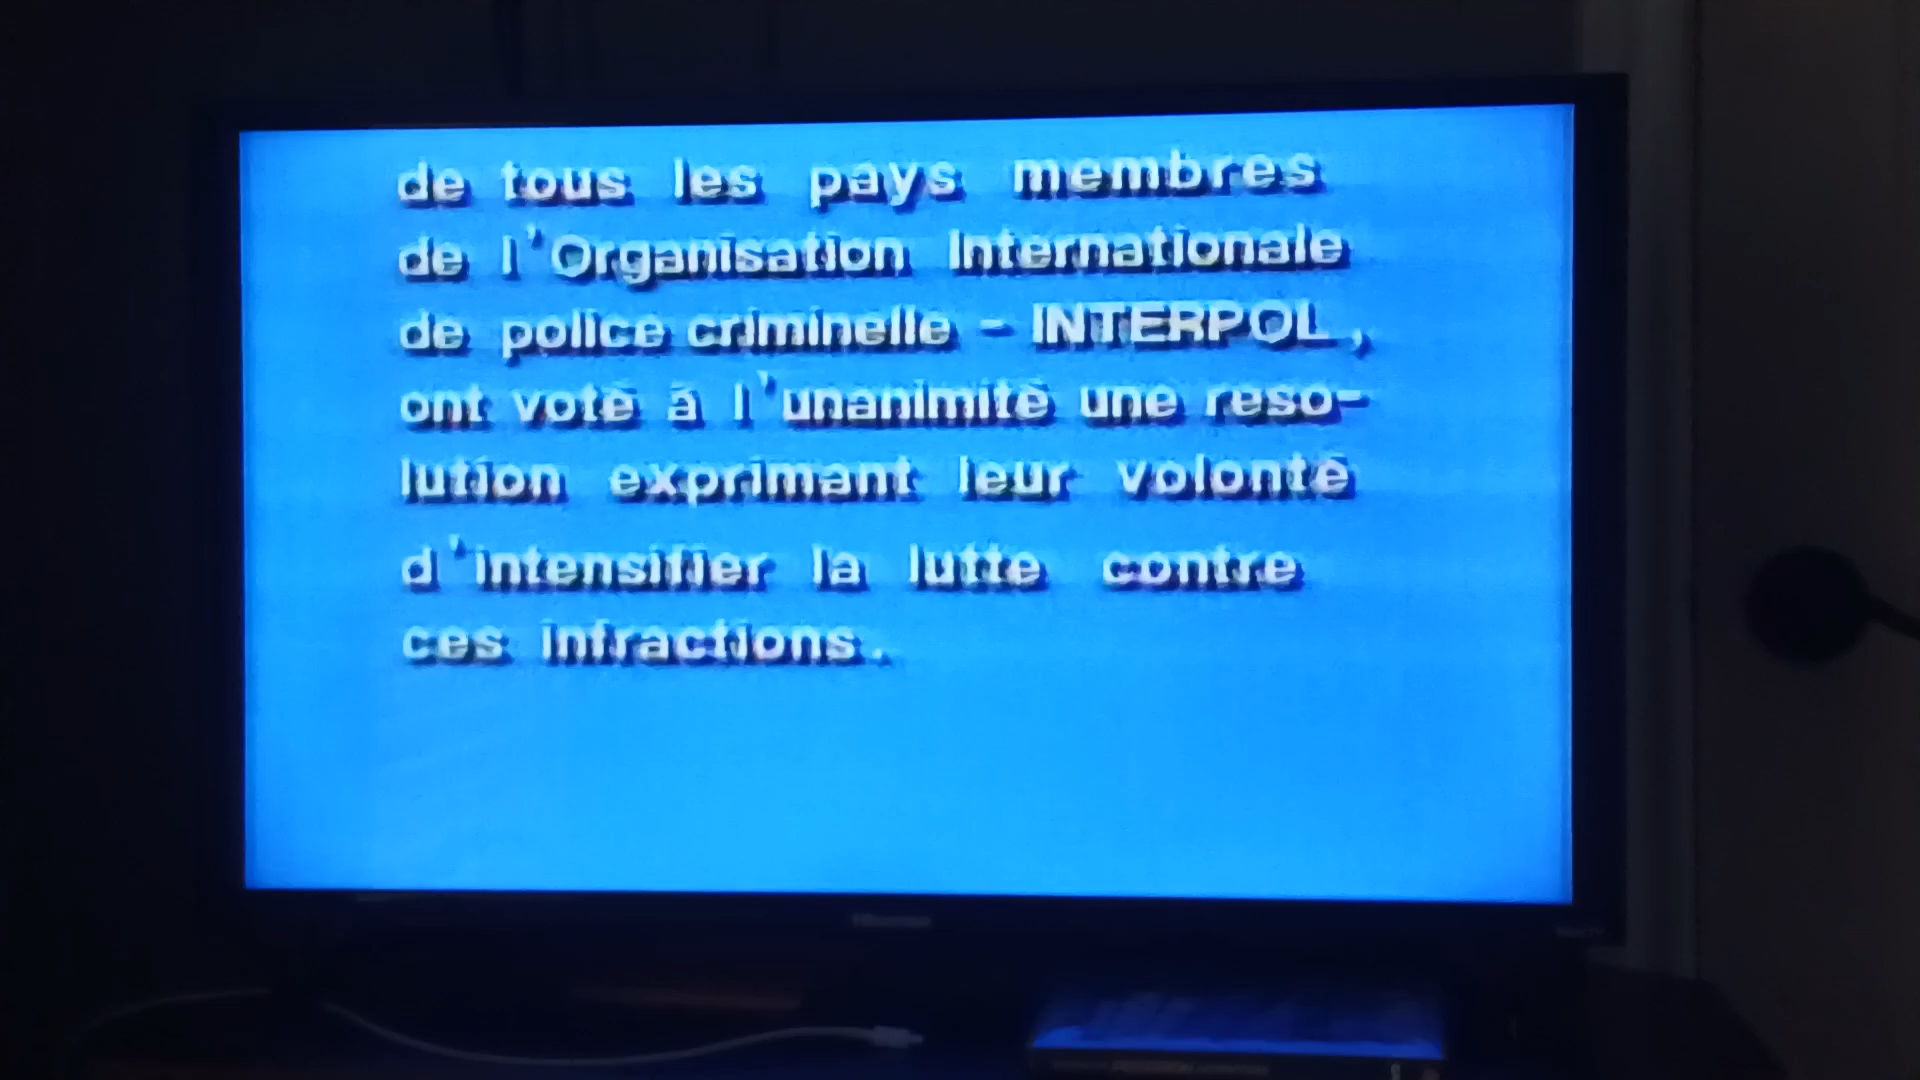 de tous les pays membres
de l'Organisation Internationale
de police criminelle - INTERPOL,
ont voté à l'unanimité une reso-
lution exprimant leur volonté
d'intensifier la lutte contre
ces infractions.
Hisense